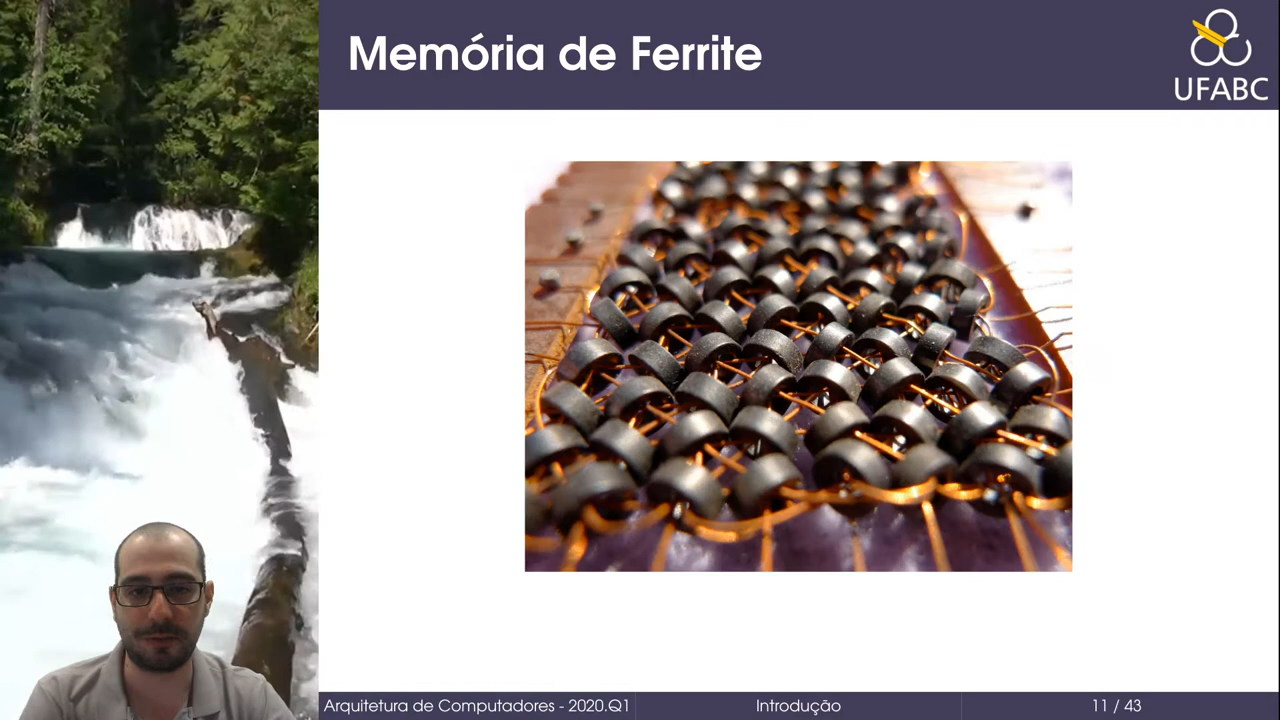 Memória de Ferrite
UFABC
Arquitetura de Computadores - 2020.Q1
Introdução
11 / 43